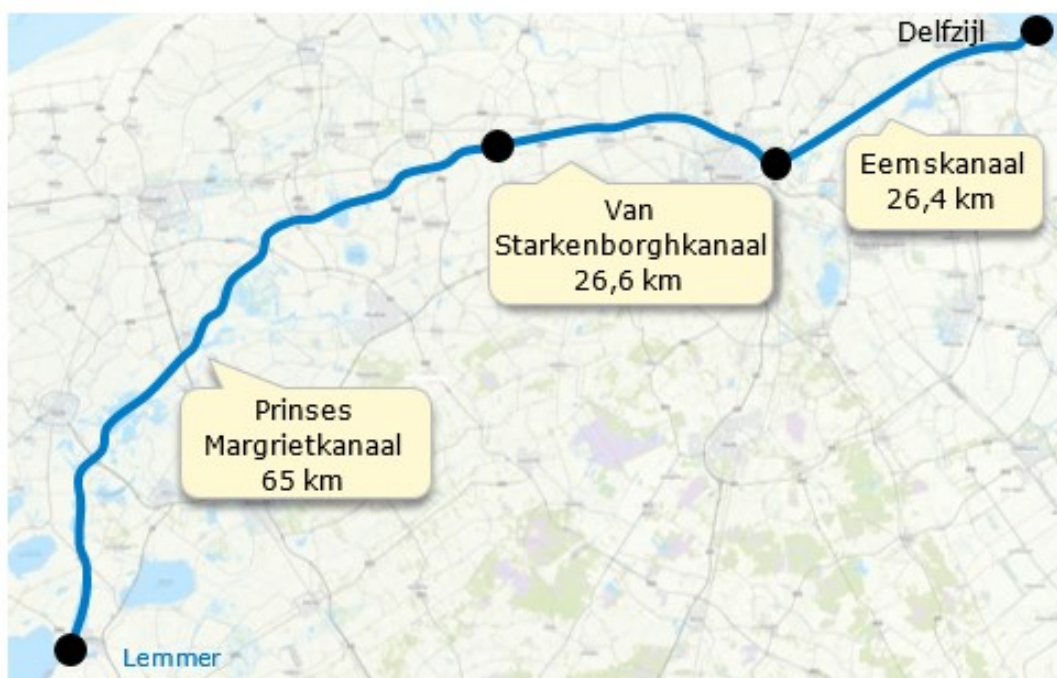 Delfzijl
Eemskanaal
26,4 km
Van
Starkenborghkanaal
26,6 km
Prinses
Margrietkanaal
65 km
Lemmer